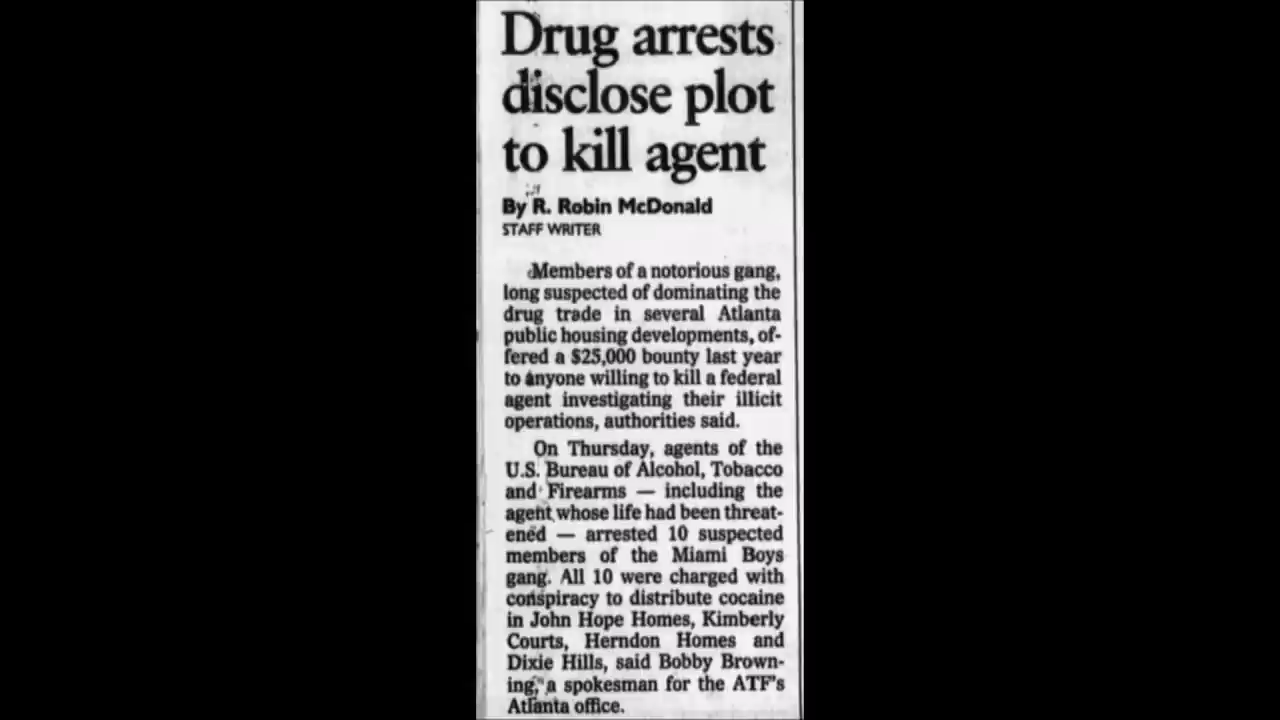 Drug arrests
disclose plot
to kill agent
By R. Robin McDonald
STAFF WRITER
Members of a notorious gang,
long suspected of dominating the
drug trade in several Atlanta
public housing developments, of-
fered a $25,000 bounty last year
to anyone willing to kill a federal
agent investigating their illicit
operations, authorities said.
On Thursday, agents of the
U.S. Bureau of Alcohol, Tobacco
and Firearms — including the
agent whose life had been threat-
ened — arrested 10 suspected
members of the Miami Boys
gang. All 10 were charged with
conspiracy to distribute cocaine
in John Hope Homes, Kimberly
Courts, Herndon Homes and
Dixie Hills, said Bobby Brown-
ing, a spokesman for the ATF's
Atlanta office.